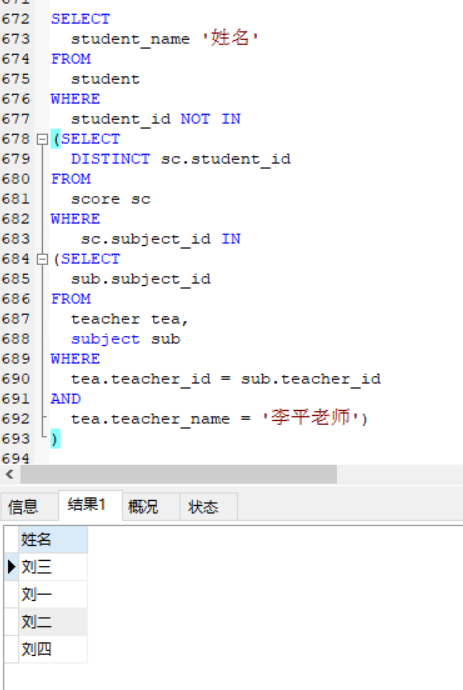 671
672 SELECT
673 student_name '姓名'
674 FROM
675 student
676 WHERE
677 student_id NOT IN
678 (SELECT
679 DISTINCT sc.student_id
680 FROM
681 score sc
682 WHERE
683 sc.subject_id IN
684 (SELECT
685 sub.subject_id
686 FROM
687 teacher tea,
688 subject sub
689 WHERE
690 tea.teacher_id = sub.teacher_id
691 AND
692 tea.teacher_name = '李平老师')
693 )
694
信息 结果1 概况 状态
姓名
刘三
刘一
刘二
刘四